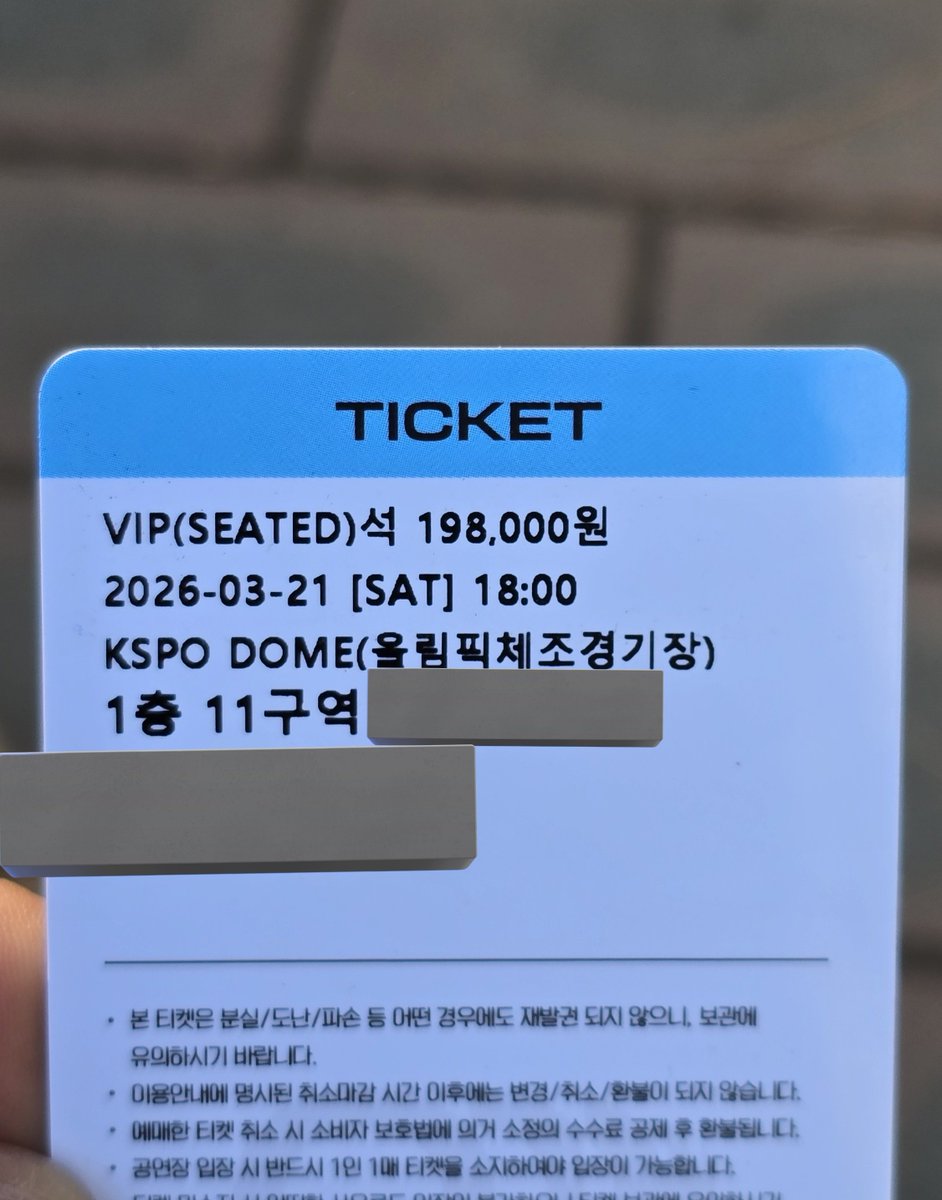 TICKET
VIP(SEATED)석 198,000원
2026-03-21 [SAT] 18:00
KSPO DOME(올림픽체조경기장)
1층 11구역
• 본 티켓은 분실/도난/파손 등 어떤 경우에도 재발권 되지 않으니, 보관에
유의하시기 바랍니다.
• 이용안내에 명시된 취소마감 시간 이후에는 변경/취소/환불이 되지 않습니다.
• 예매한 티켓 취소 시 소비자 보호법에 의거 소정의 수수료 공제 후 환불됩니다.
• 공연장 입장 시 반드시 1인 1매 티켓을 소지하여야 입장이 가능합니다.